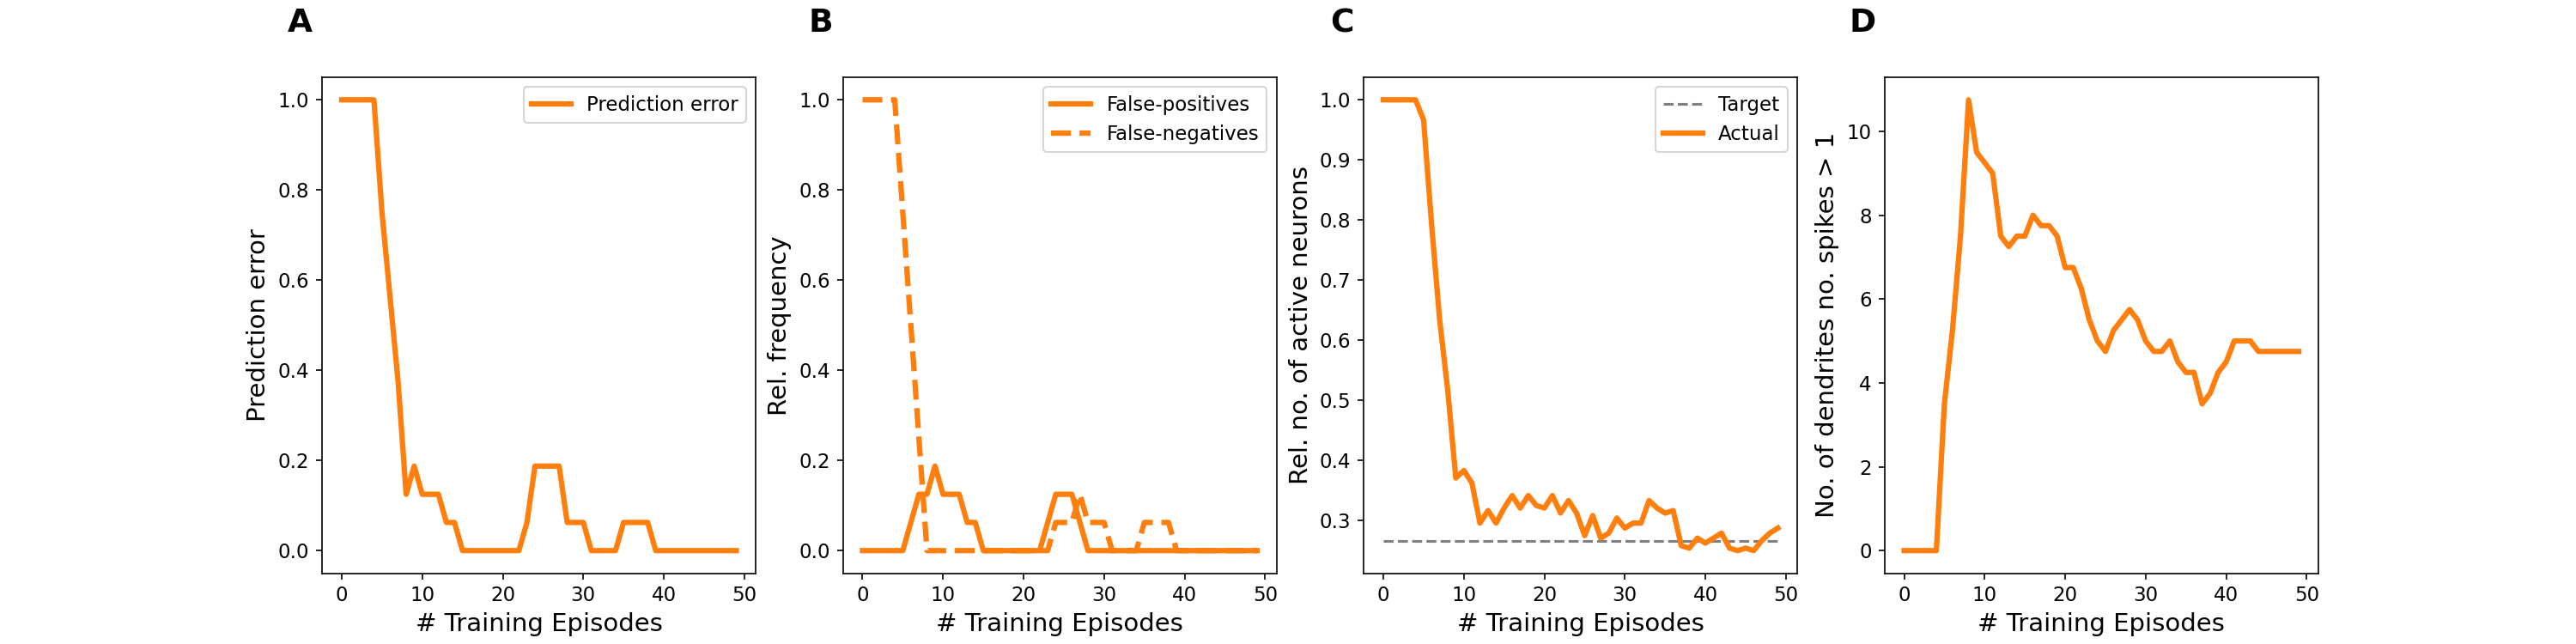 A
B
C
D
Prediction error
1.0
0.8
0.6
0.4
0.2
0.0
Prediction error
0
10
20
30
40
50
# Training Episodes
Rel. frequency
1.0
0.8
0.6
0.4
0.2
0.0
False-positives
False-negatives
0
10
20
30
40
50
# Training Episodes
Rel. no. of active neurons
1.0
0.9
0.8
0.7
0.6
0.5
0.4
0.3
Target
Actual
0
10
20
30
40
50
# Training Episodes
No. of dendrites no. spikes > 1
10
8
6
4
2
0
0
10
20
30
40
50
# Training Episodes